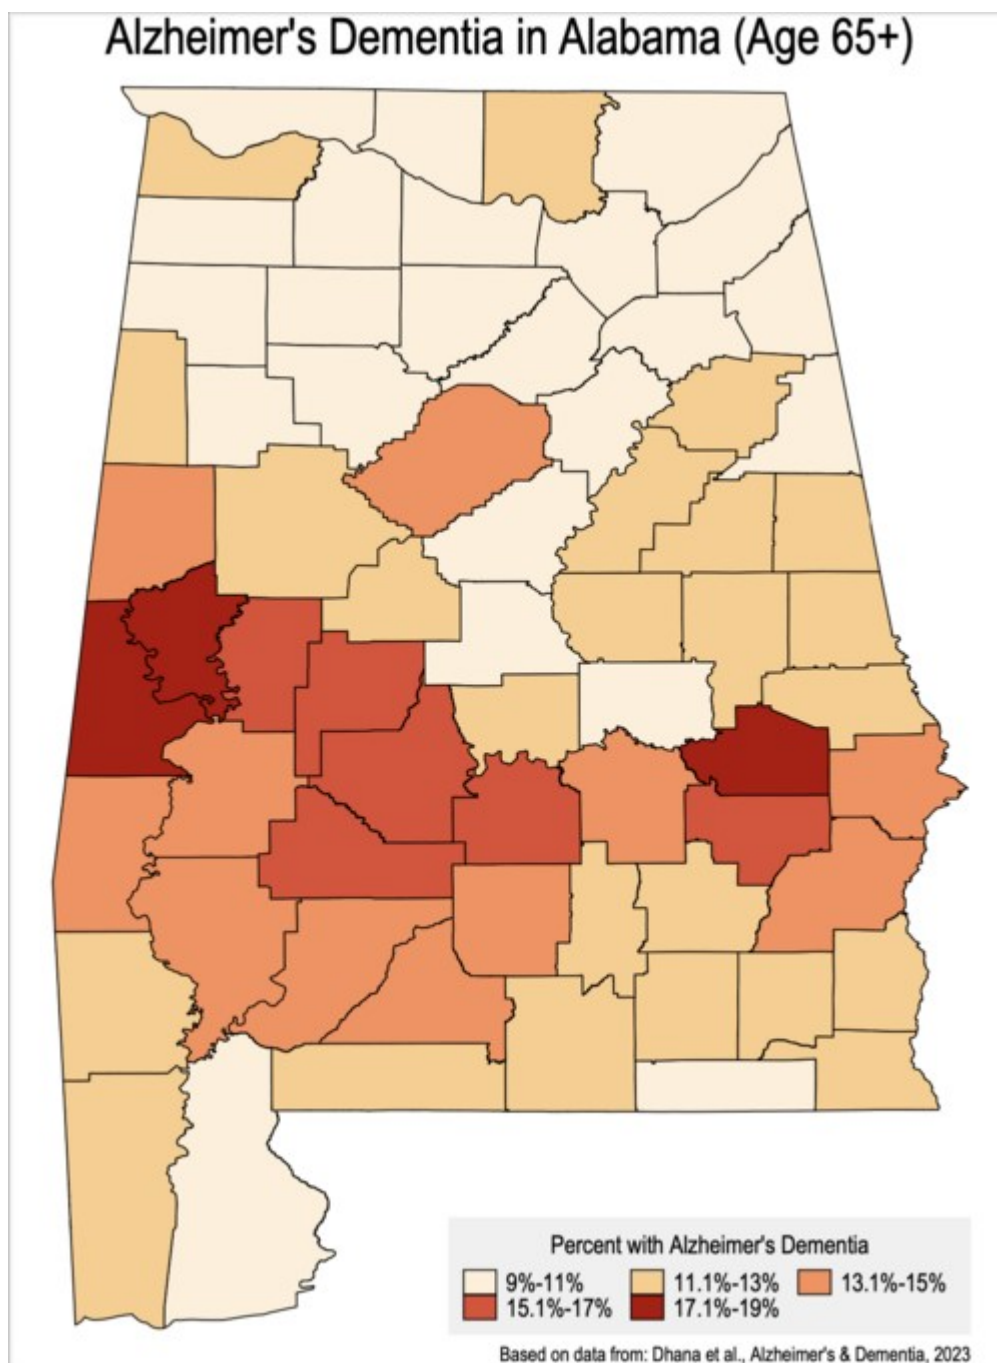 Alzheimer's Dementia in Alabama (Age 65+)
Percent with Alzheimer's Dementia
9%-11% 11.1%-13% 13.1%-15%
15.1%-17% 17.1%-19%
Based on data from: Dhana et al., Alzheimer's & Dementia, 2023